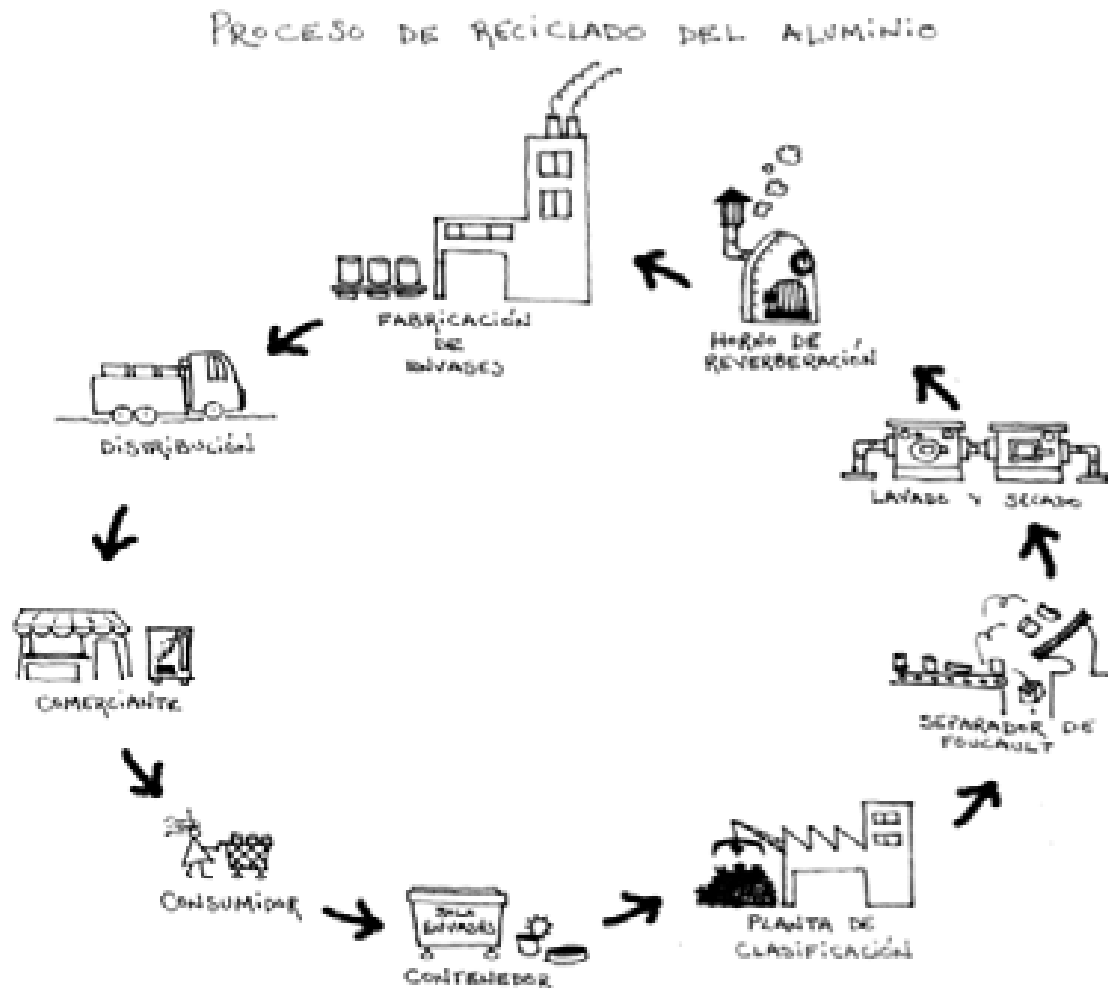 PROCESO DE RECICLADO DEL ALUMINIO
FABRICACIÓN
DE
ENVASES
HORNO DE
REVERBERACIÓN
DISTRIBUCIÓN
LAVADO Y SECADO
COMERCIANTE
SEPARADOR DE
FOUCAULT
CONSUMIDOR
SOLO
ENVASES
CONTENEDOR
PLANTA DE
CLASIFICACIÓN